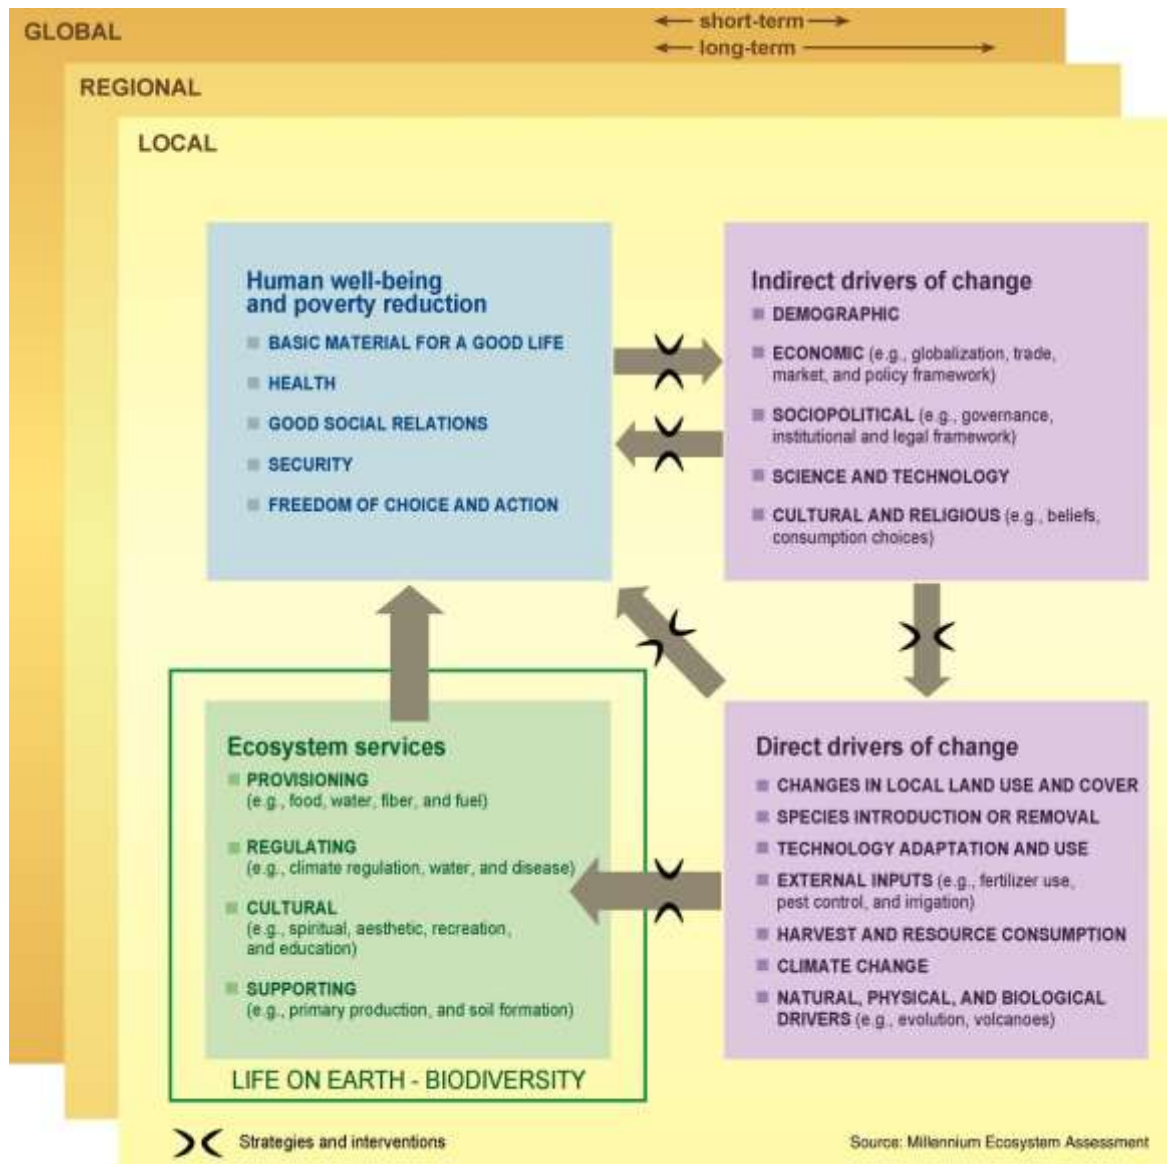 GLOBAL
short-term
long-term
REGIONAL
LOCAL
Human well-being
and poverty reduction
BASIC MATERIAL FOR A GOOD LIFE
HEALTH
GOOD SOCIAL RELATIONS
SECURITY
FREEDOM OF CHOICE AND ACTION
Indirect drivers of change
DEMOGRAPHIC
ECONOMIC (e.g., globalization, trade,
market, and policy framework)
SOCIOPOLITICAL (e.g., governance,
institutional and legal framework)
SCIENCE AND TECHNOLOGY
CULTURAL AND RELIGIOUS (e.g., beliefs,
consumption choices)
Ecosystem services
PROVISIONING
(e.g., food, water, fiber, and fuel)
REGULATING
(e.g., climate regulation, water, and disease)
CULTURAL
(e.g., spiritual, aesthetic, recreation,
and education)
SUPPORTING
(e.g., primary production, and soil formation)
LIFE ON EARTH - BIODIVERSITY
Direct drivers of change
CHANGES IN LOCAL LAND USE AND COVER
SPECIES INTRODUCTION OR REMOVAL
TECHNOLOGY ADAPTATION AND USE
EXTERNAL INPUTS (e.g., fertilizer use,
pest control, and irrigation)
HARVEST AND RESOURCE CONSUMPTION
CLIMATE CHANGE
NATURAL, PHYSICAL, AND BIOLOGICAL
DRIVERS (e.g., evolution, volcanoes)
Strategies and interventions
Source: Millennium Ecosystem Assessment